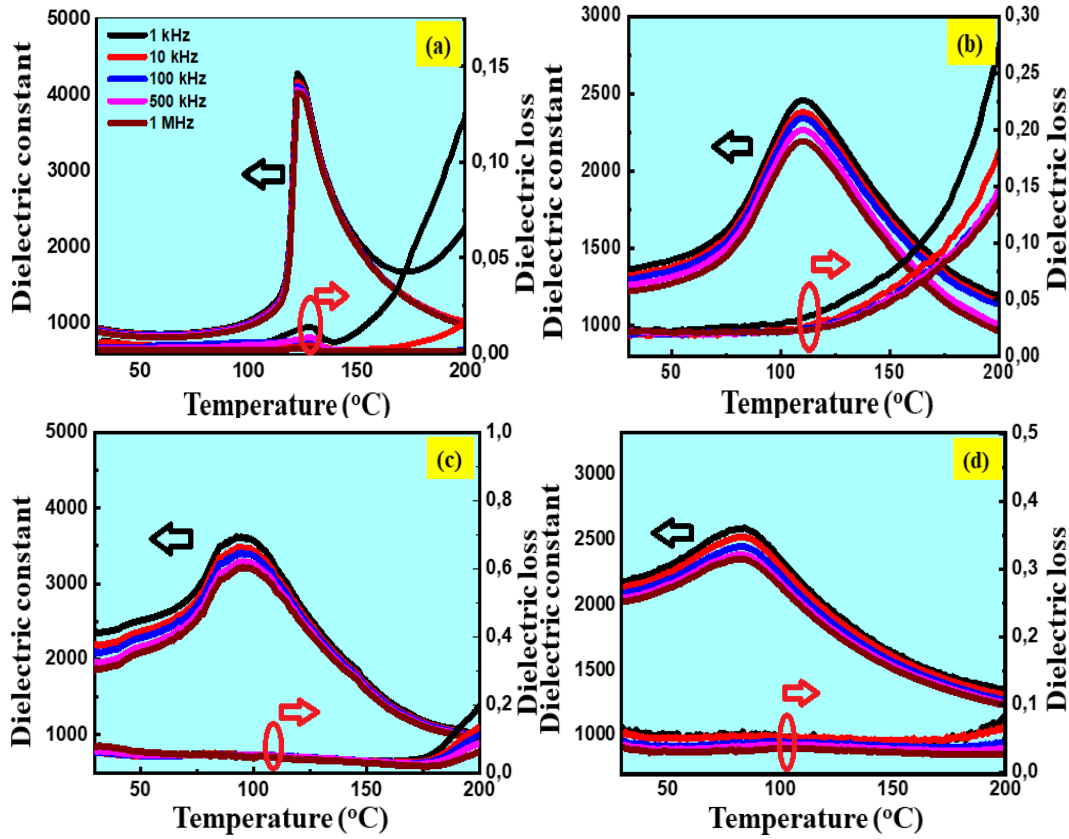 5000
4000
3000
2000
1000
Dielectric constant
1 kHz
10 kHz
100 kHz
500 kHz
1 MHz
(a)
0,15
0,10
0,05
0,00
Dielectric loss
50
100
150
200
Temperature (°C)
3000
2500
2000
1500
1000
Dielectric constant
(b)
0,30
0,25
0,20
0,15
0,10
0,05
0,00
Dielectric loss
50
100
150
200
Temperature (°C)
5000
4000
3000
2000
1000
Dielectric constant
(c)
1,0
0,8
0,6
0,4
0,2
0,0
Dielectric loss
50
100
150
200
Temperature (°C)
3000
2500
2000
1500
1000
Dielectric constant
(d)
0,5
0,4
0,3
0,2
0,1
0,0
Dielectric loss
50
100
150
200
Temperature (°C)